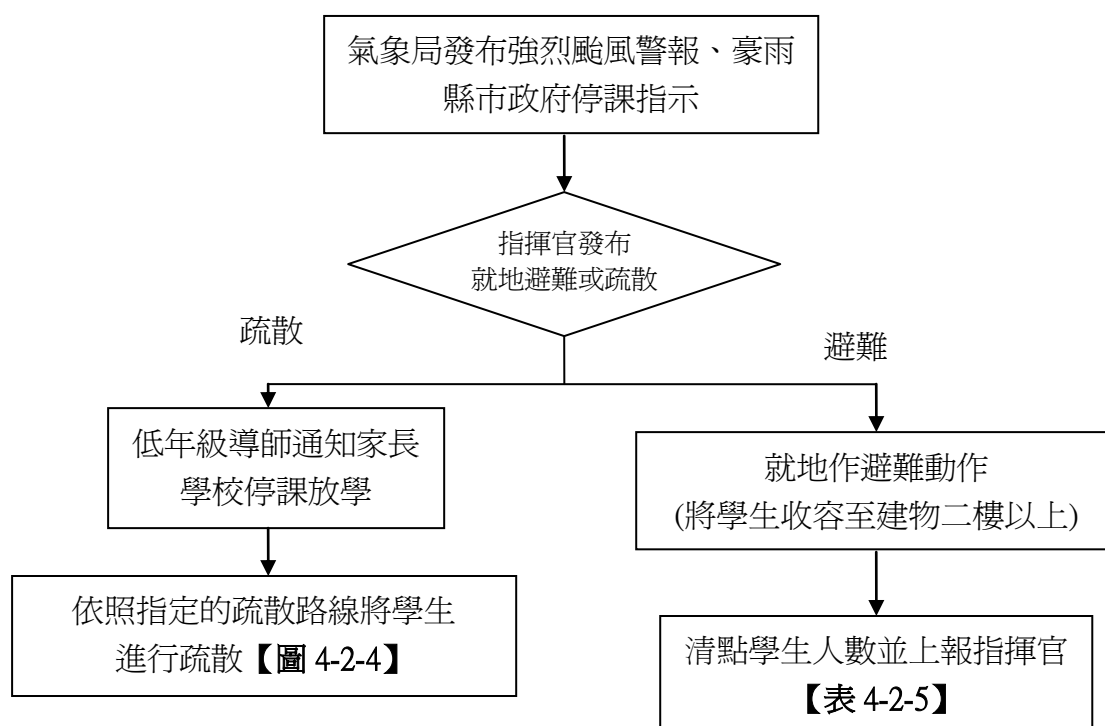 氣象局發布強烈颱風警報、豪雨
縣市政府停課指示
指揮官發布
就地避難或疏散
疏散
避難
低年級導師通知家長
學校停課放學
就地作避難動作
(將學生收容至建物二樓以上)
依照指定的疏散路線將學生
進行疏散【圖 4-2-4】
清點學生人數並上報指揮官
【表 4-2-5】